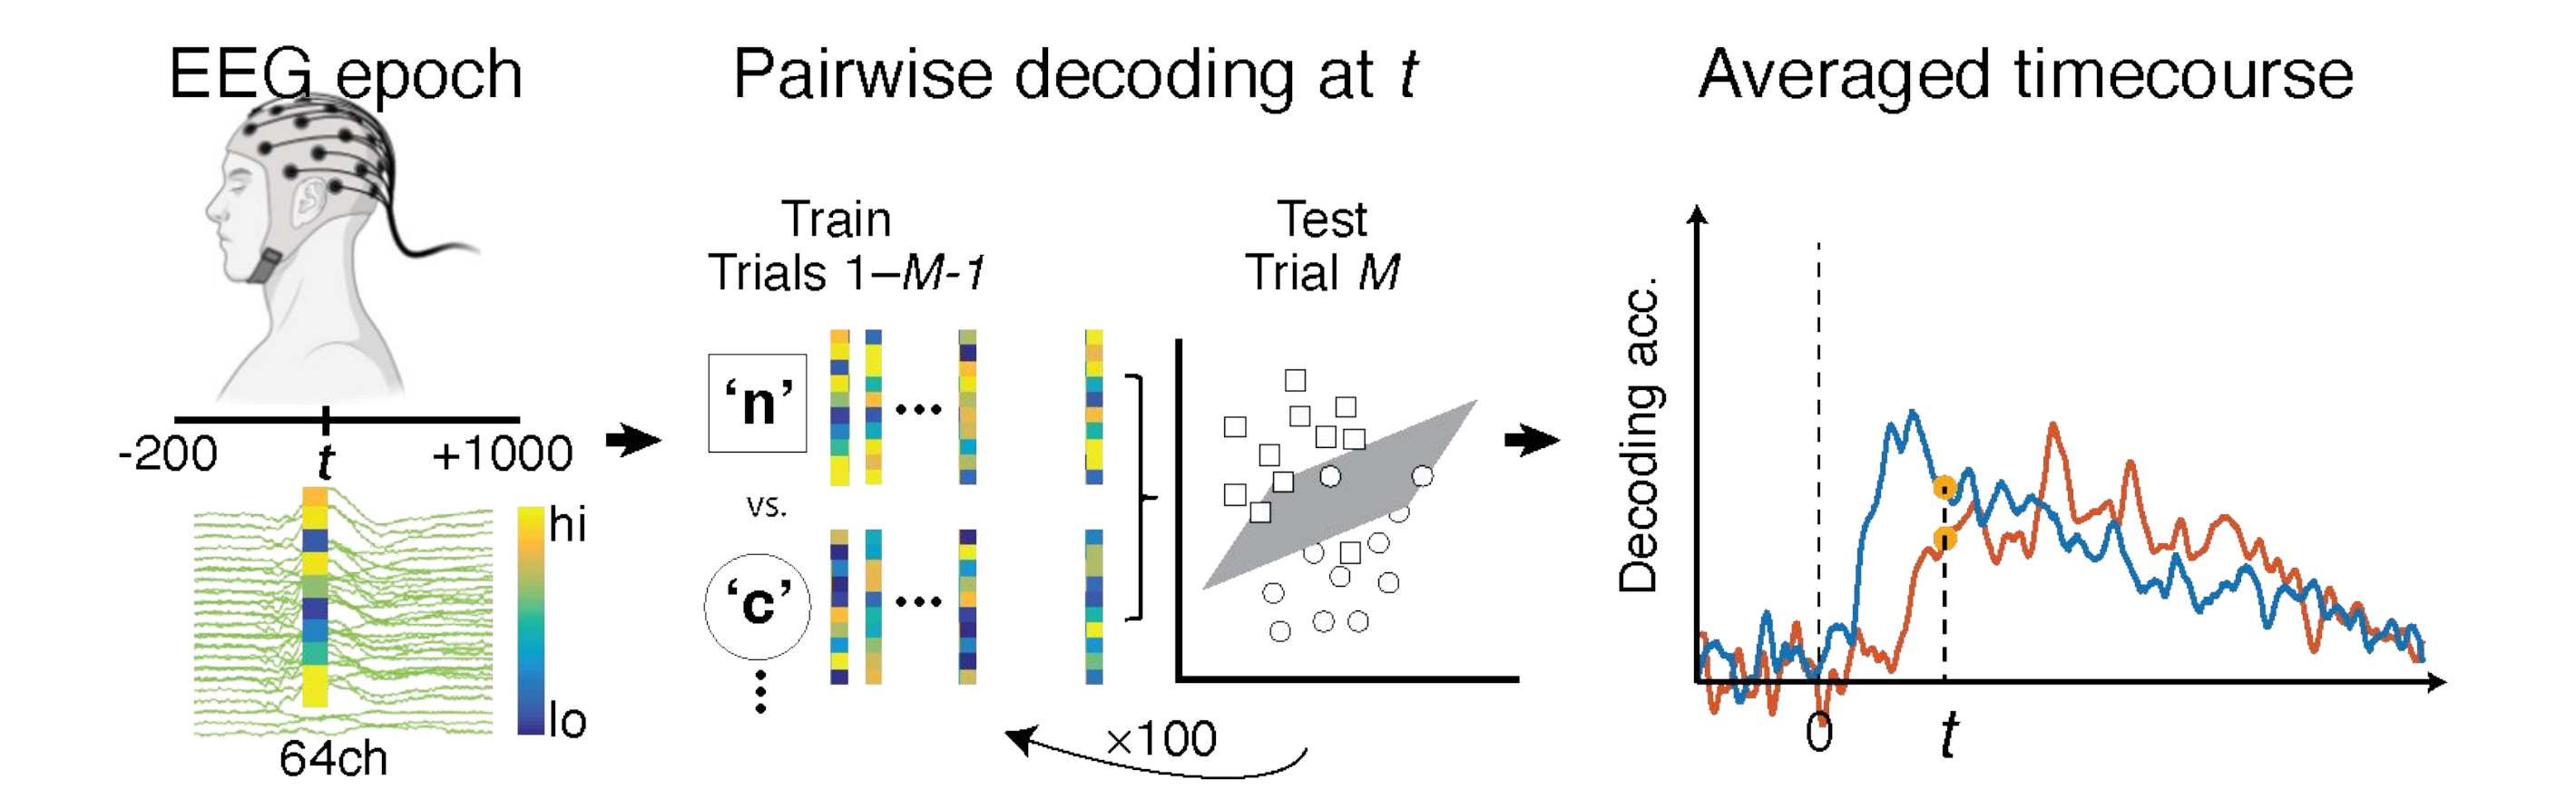 EEG epoch
-200
t
+1000
hi
lo
64ch
Pairwise decoding at t
Train
Trials 1–M-1
Test
Trial M
‘n’
vs.
‘c’
×100
Averaged timecourse
Decoding acc.
0
t